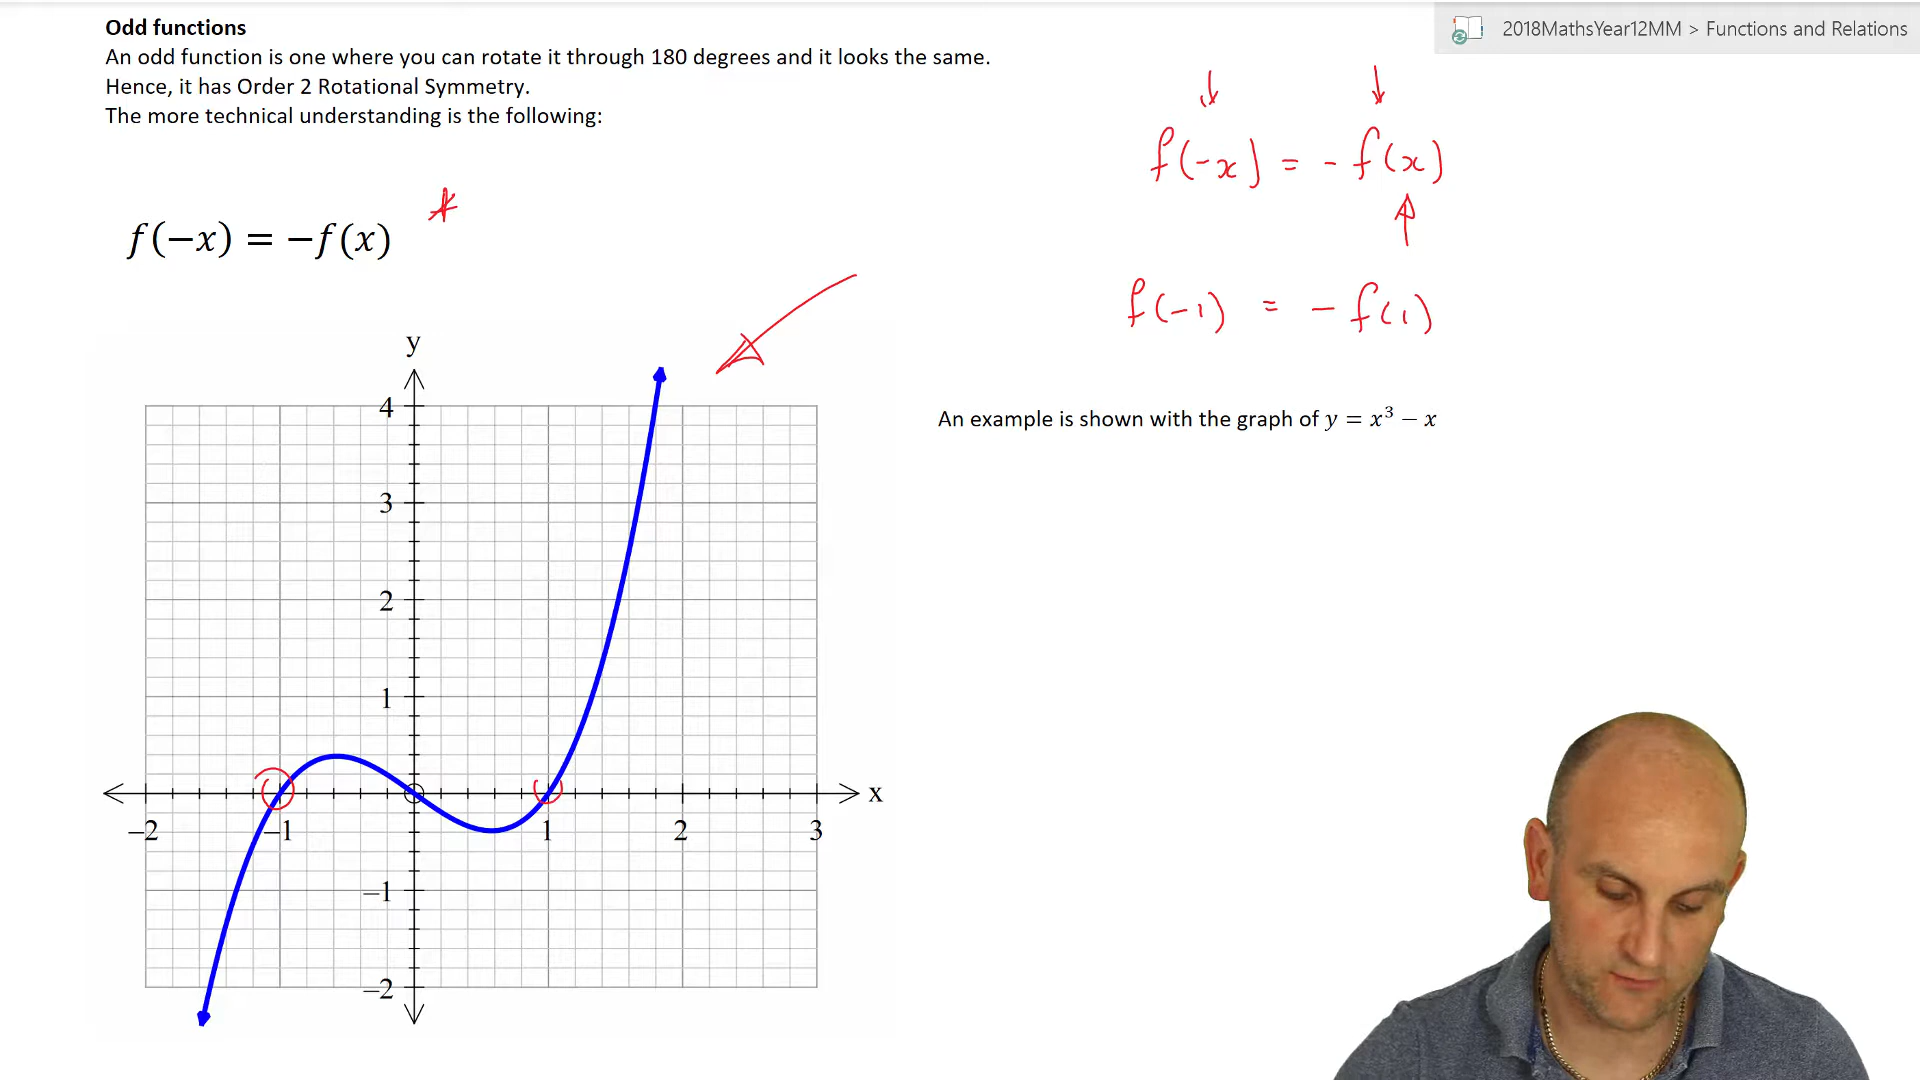 Odd functions
2018MathsYear12MM > Functions and Relations
An odd function is one where you can rotate it through 180 degrees and it looks the same.
Hence, it has Order 2 Rotational Symmetry.
The more technical understanding is the following:
f(-x) = - f(x)
f(−x) = −f(x) *
f(-1) = - f(1)
An example is shown with the graph of y = x³ − x
y
4
3
2
1
x
−2 −1 1 2 3
−1
−2